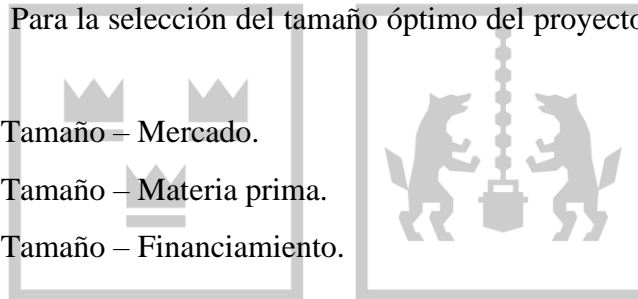 Para la selección del tamaño óptimo del proyecto
Tamaño – Mercado.
Tamaño – Materia prima.
Tamaño – Financiamiento.